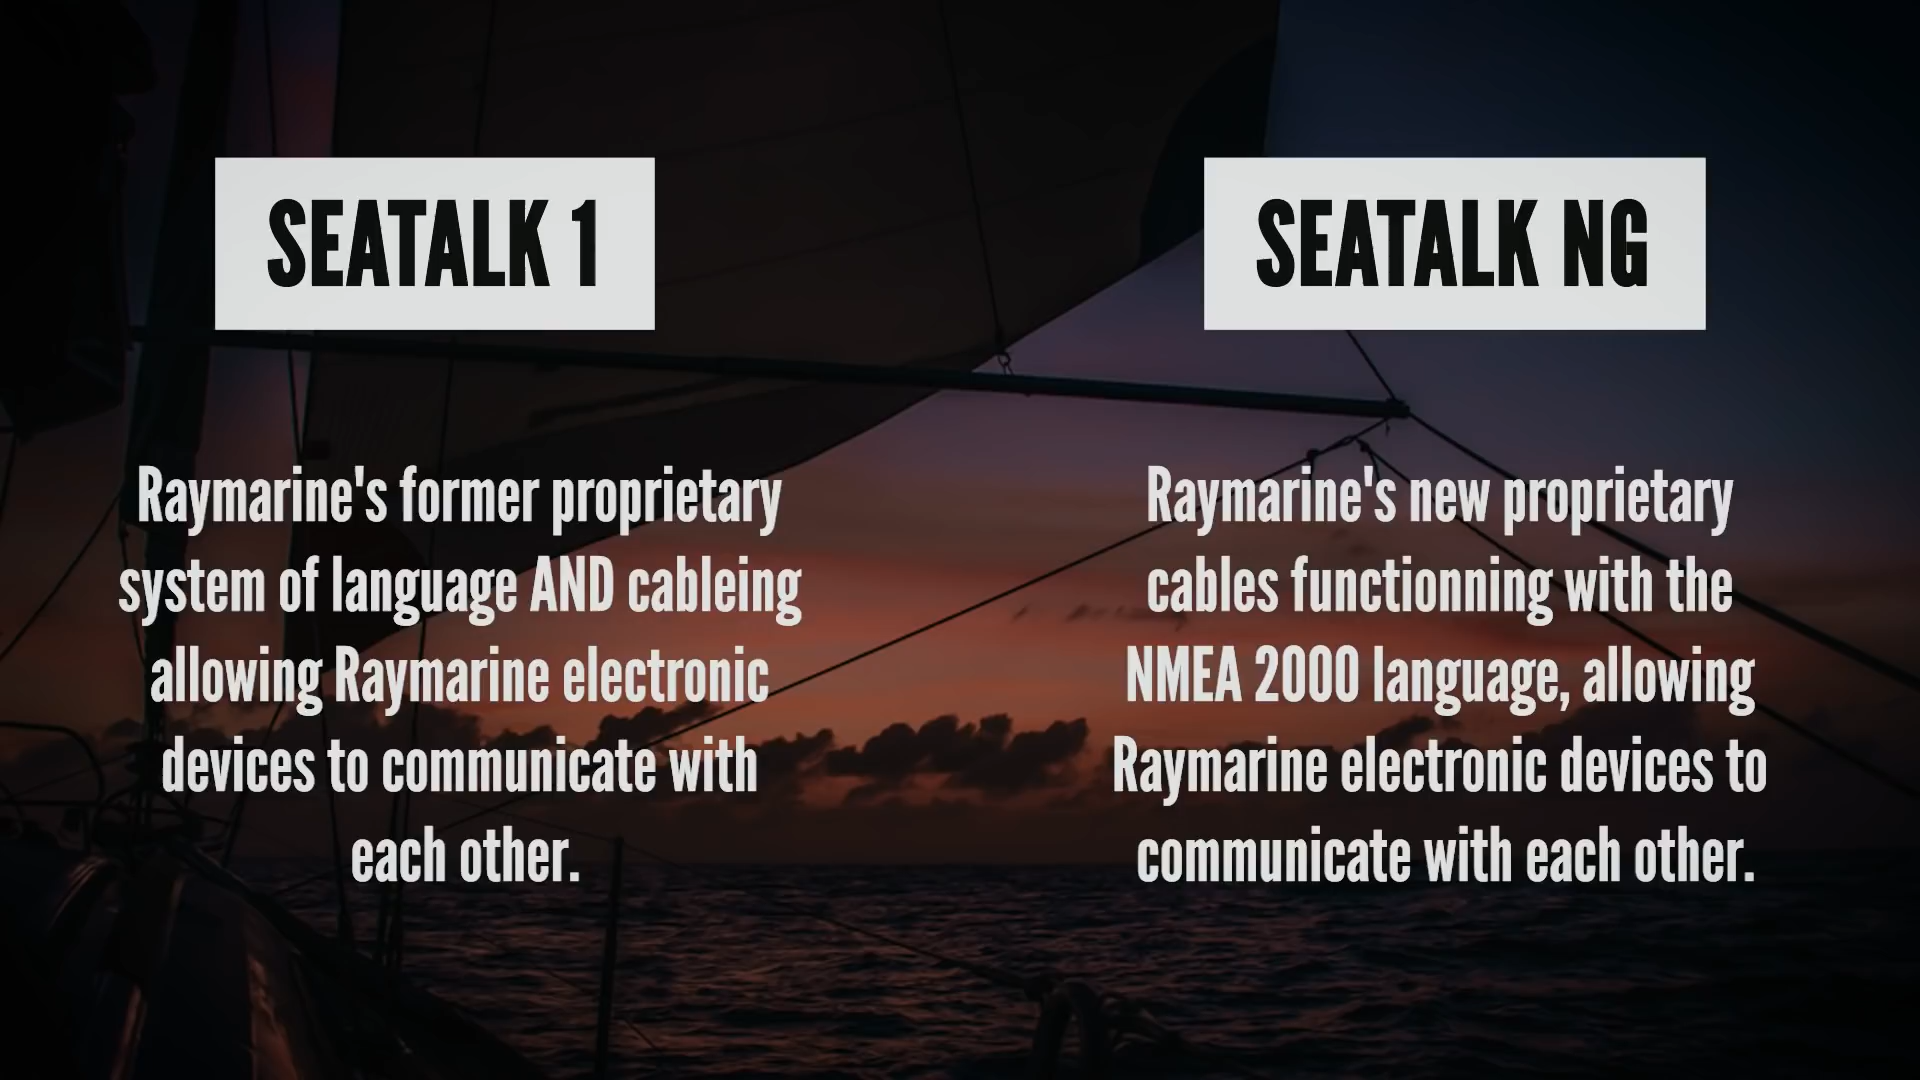 SEATALK 1
Raymarine's former proprietary
system of language AND cableing
allowing Raymarine electronic
devices to communicate with
each other.
SEATALK NG
Raymarine's new proprietary
cables functionning with the
NMEA 2000 language, allowing
Raymarine electronic devices to
communicate with each other.